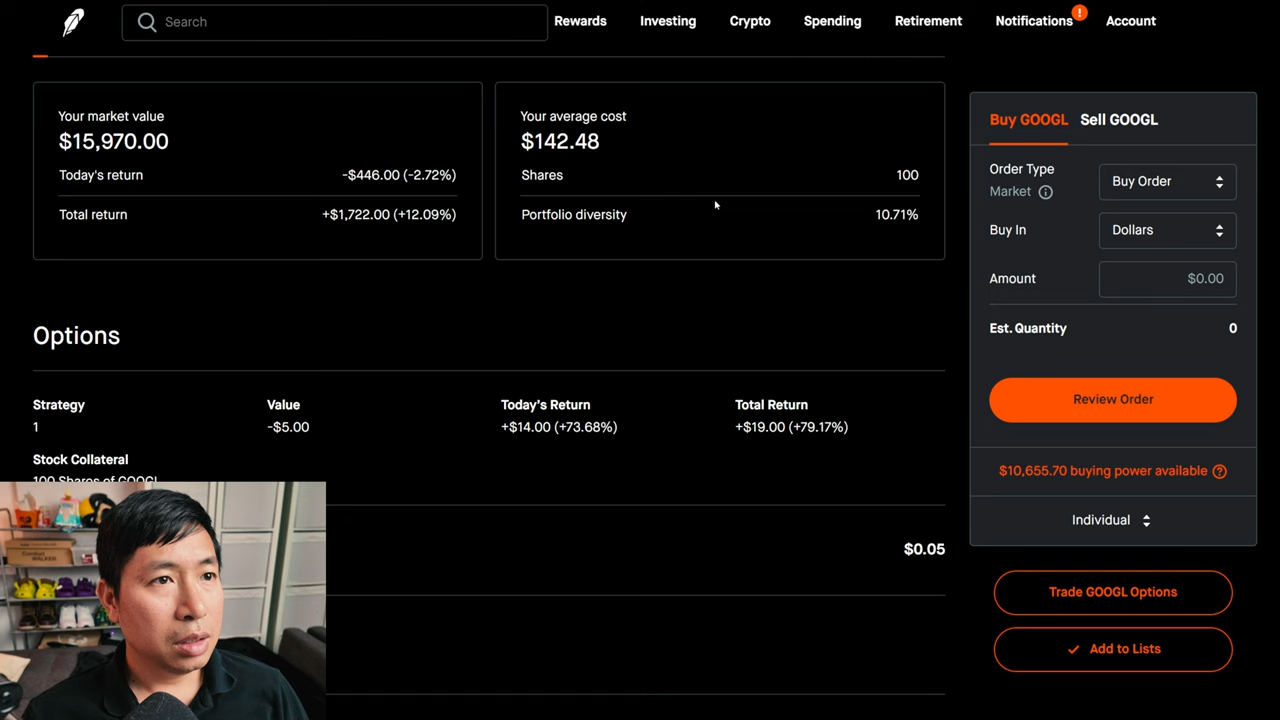 Search
Rewards
Investing
Crypto
Spending
Retirement
Notifications
!
Account
Your market value
$15,970.00
Today's return -$446.00 (-2.72%)
Total return +$1,722.00 (+12.09%)
Your average cost
$142.48
Shares 100
Portfolio diversity 10.71%
Buy GOOGL Sell GOOGL
Order Type
Market
Buy Order
Buy In Dollars
Amount $0.00
Est. Quantity 0
Review Order
$10,655.70 buying power available
Individual
Trade GOOGL Options
Add to Lists
Options
Strategy Value Today's Return Total Return
1 -$5.00 +$14.00 (+73.68%) +$19.00 (+79.17%)
Stock Collateral
100 Shares of GOOGL
$0.05